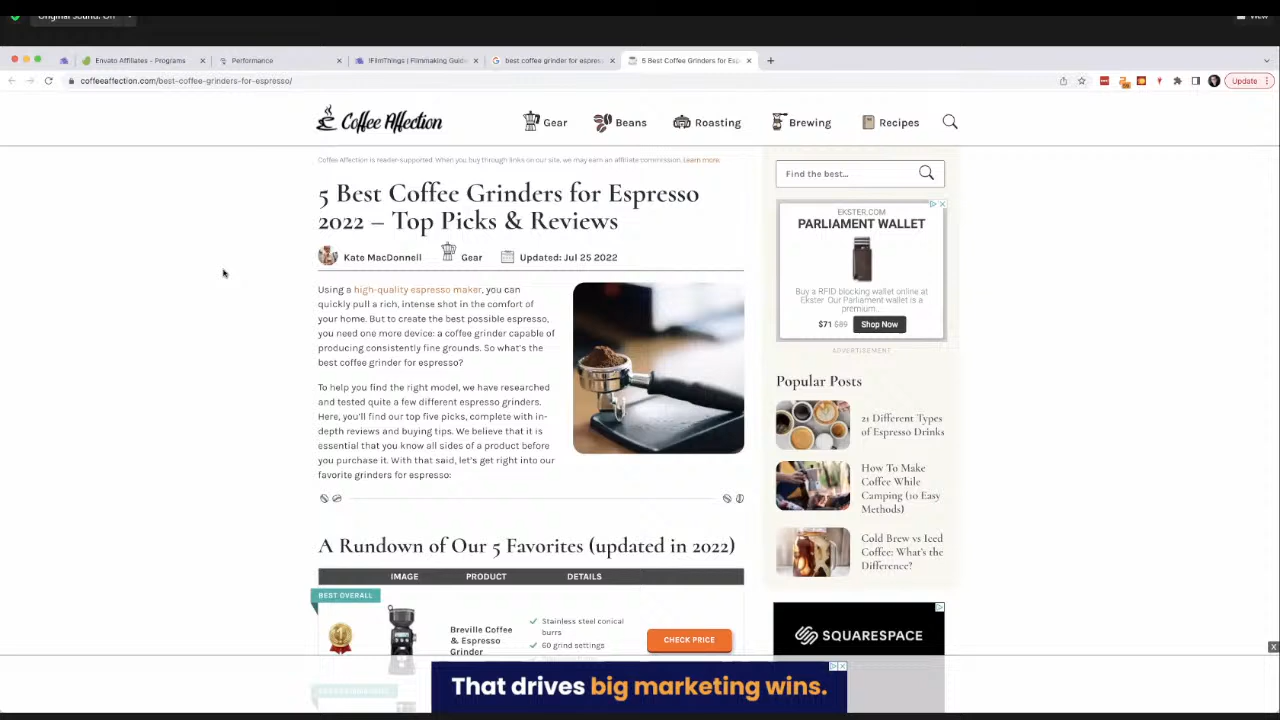 Original Sound: On
View
Envato Affiliates - Programs
Performance
!FilmThings | Filmmaking Guide
best coffee grinder for espres
5 Best Coffee Grinders for Esp
coffeeaffection.com/best-coffee-grinders-for-espresso/
Update
Coffee Affection
Gear
Beans
Roasting
Brewing
Recipes
Coffee Affection is reader-supported. When you buy through links on our site, we may earn an affiliate commission. Learn more.
5 Best Coffee Grinders for Espresso
2022 – Top Picks & Reviews
Kate MacDonnell
Gear
Updated: Jul 25 2022
Using a high-quality espresso maker, you can
quickly pull a rich, intense shot in the comfort of
your home. But to create the best possible espresso,
you need one more device: a coffee grinder capable of
producing consistently fine grounds. So what's the
best coffee grinder for espresso?
To help you find the right model, we have researched
and tested quite a few different espresso grinders.
Here, you'll find our top five picks, complete with in-
depth reviews and buying tips. We believe that it is
essential that you know all sides of a product before
you purchase it. With that said, let's get right into our
favorite grinders for espresso:
A Rundown of Our 5 Favorites (updated in 2022)
IMAGE
PRODUCT
DETAILS
BEST OVERALL
Breville Coffee
& Espresso
Grinder
Stainless steel conical
burrs
60 grind settings
CHECK PRICE
Find the best...
EKSTER.COM
PARLIAMENT WALLET
Buy a RFID blocking wallet online at
Ekster Our Parliament wallet is a
premium...
$71 $89
Shop Now
ADVERTISEMENT
Popular Posts
21 Different Types
of Espresso Drinks
How To Make
Coffee While
Camping (10 Easy
Methods)
Cold Brew vs Iced
Coffee: What's the
Difference?
SQUARESPACE
That drives big marketing wins.